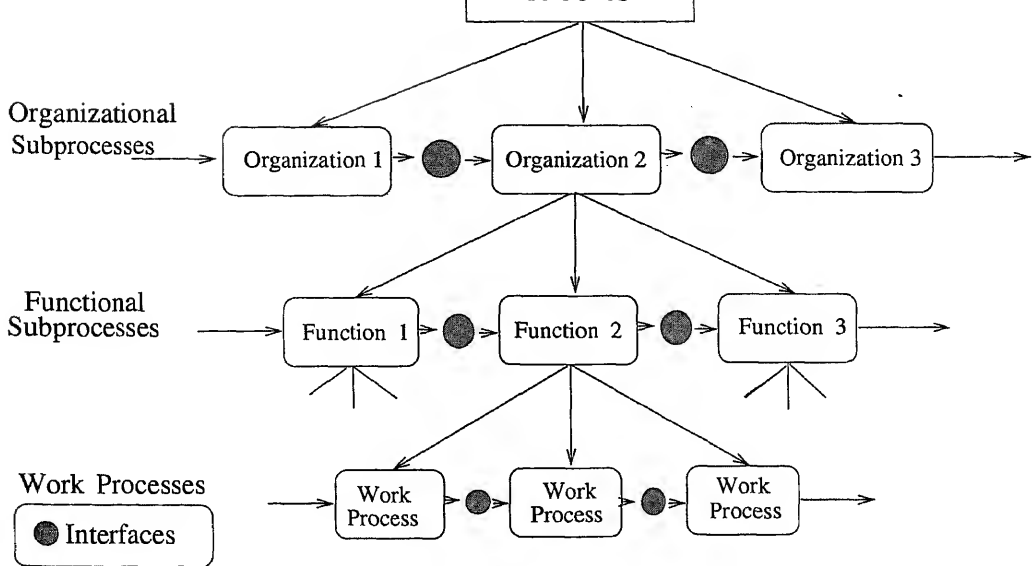 Organizational
Subprocesses
Organization 1
Organization 2
Organization 3
Functional
Subprocesses
Function 1
Function 2
Function 3
Work Processes
Work
Process
Work
Process
Work
Process
Interfaces